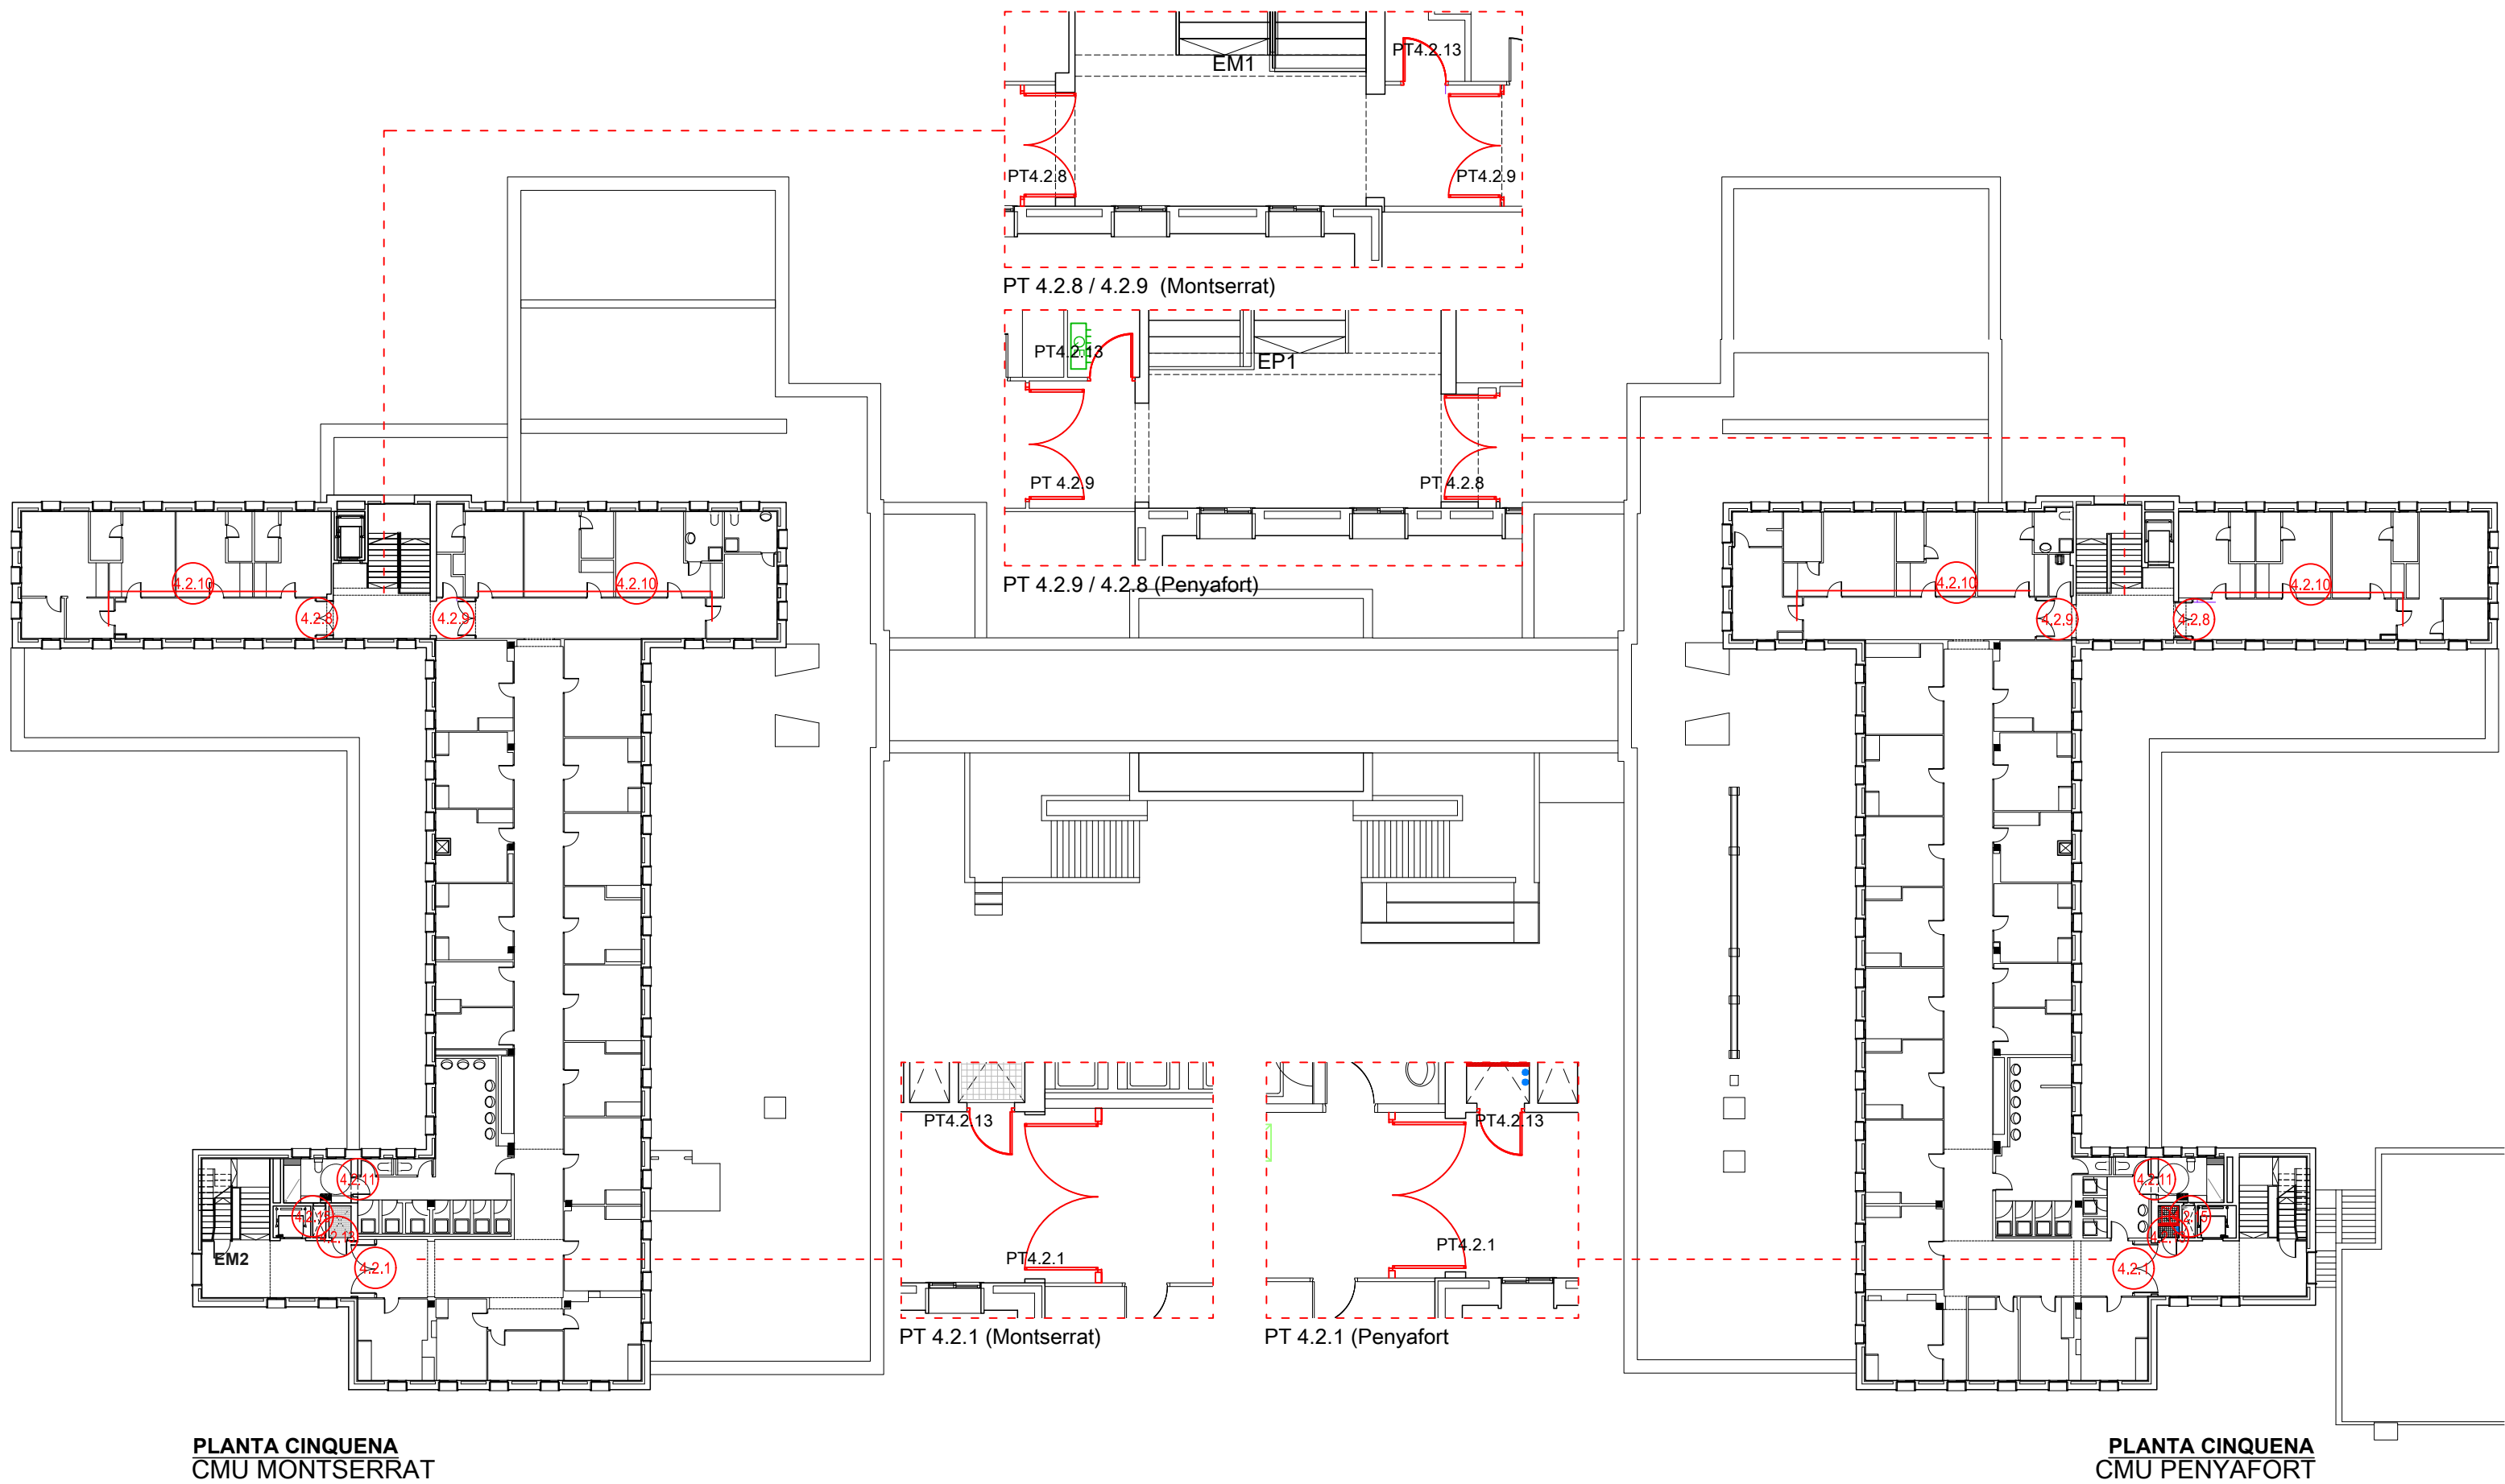 PT4.2.13
EM1
PT4.2.8
PT4.2.9
PT 4.2.8 / 4.2.9 (Montserrat)
PT4.2.13
EP1
PT 4.2.9
PT 4.2.8
PT 4.2.9 / 4.2.8 (Penyafort)
4.2.10
4.2.10
4.2.10
4.2.10
4.2.8
4.2.9
4.2.9
4.2.8
PT4.2.13
PT4.2.13
4.2.11
4.2.11
PT4.2.1
PT4.2.1
EM2
4.2.1
4.2.1
PT 4.2.1 (Montserrat)
PT 4.2.1 (Penyafort
PLANTA CINQUENA
CMU MONTSERRAT
PLANTA CINQUENA
CMU PENYAFORT